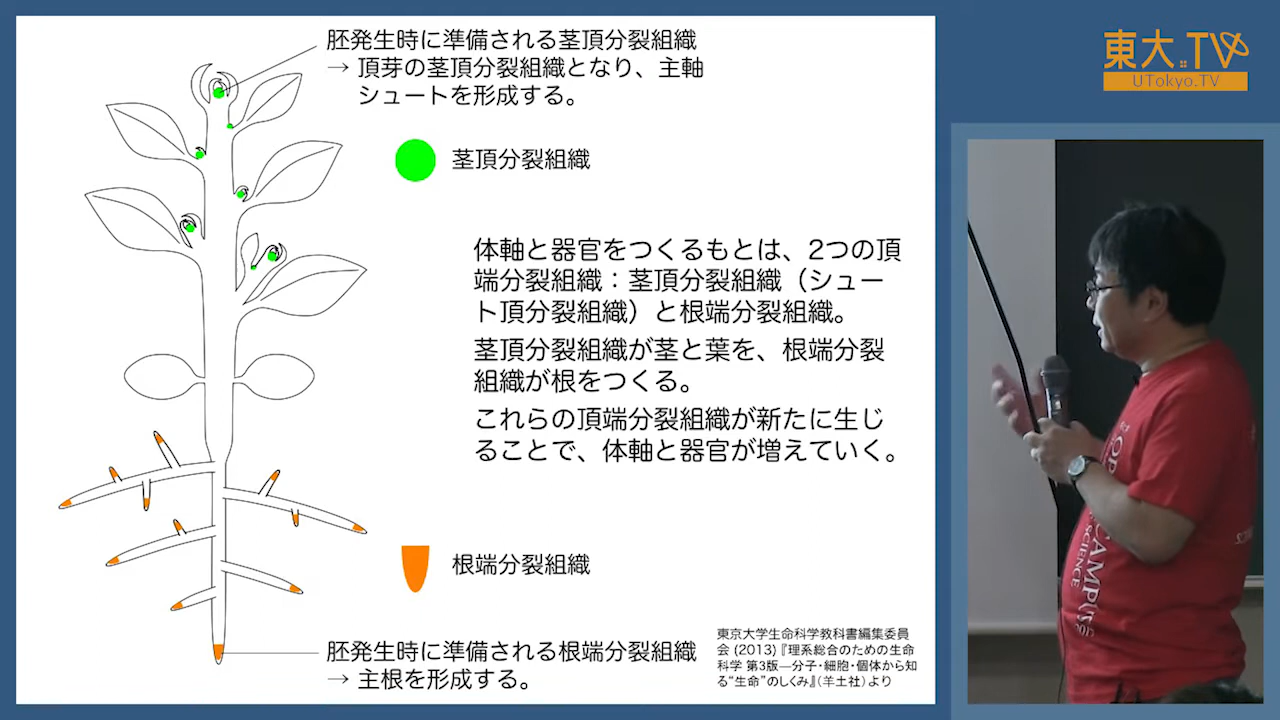 胚発生時に準備される茎頂分裂組織
→ 頂芽の茎頂分裂組織となり、主軸
シュートを形成する。
茎頂分裂組織
体軸と器官をつくるもとは、2つの頂
端分裂組織：茎頂分裂組織（シュー
ト頂分裂組織）と根端分裂組織。
茎頂分裂組織が茎と葉を、根端分裂
組織が根をつくる。
これらの頂端分裂組織が新たに生じ
ることで、体軸と器官が増えていく。
根端分裂組織
胚発生時に準備される根端分裂組織
→ 主根を形成する。
東京大学生命科学教科書編集委員
会 (2013)『理系総合のための生命
科学 第3版―分子・細胞・個体から知
る“生命”のしくみ』（羊土社）より
東大.TV
UTokyo.TV
CAMPUS
SCIENCE